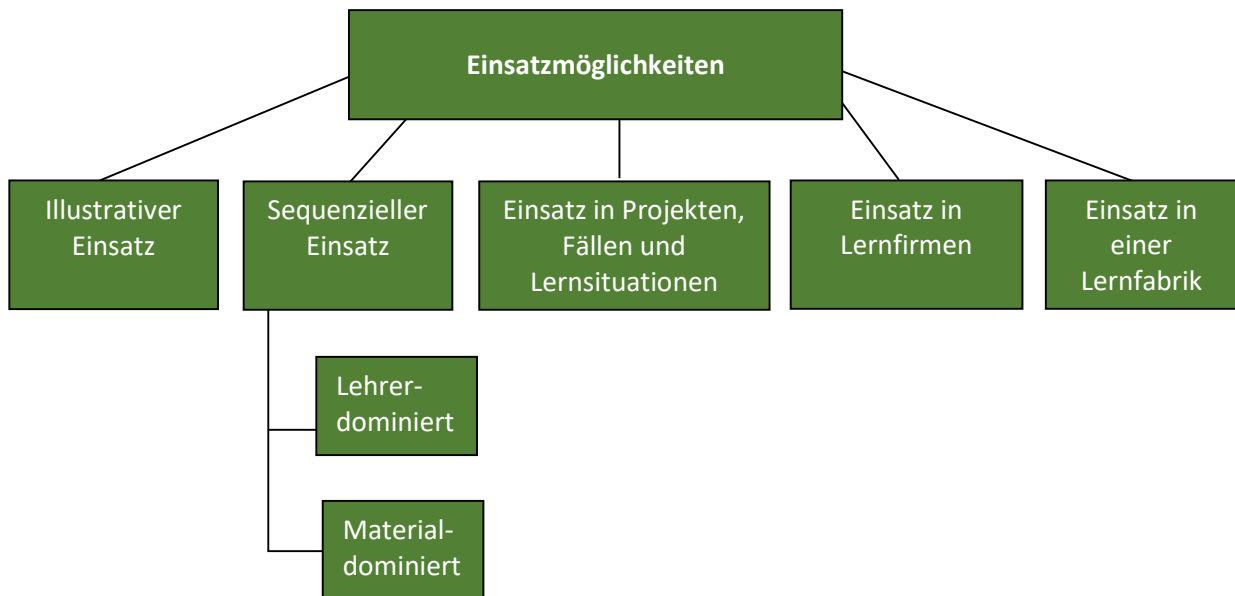 Einsatzmöglichkeiten
Illustrativer
Einsatz
Sequenzieller
Einsatz
Einsatz in Projekten,
Fällen und
Lernsituationen
Einsatz in
Lernfirmen
Einsatz in
einer
Lernfabrik
Lehrer-
dominiert
Material-
dominiert